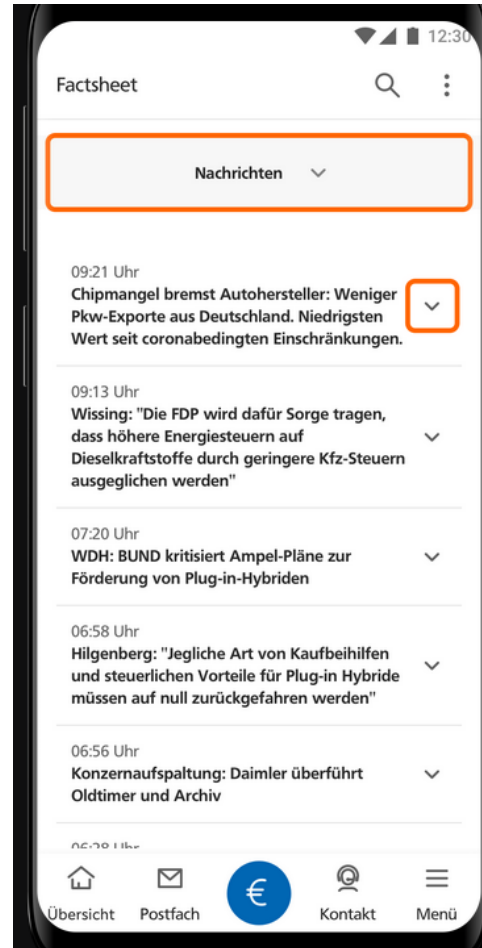 12:30
Factsheet
Nachrichten
09:21 Uhr
Chipmangel bremst Autohersteller: Weniger
Pkw-Exporte aus Deutschland. Niedrigsten
Wert seit coronabedingten Einschränkungen.
09:13 Uhr
Wissing: "Die FDP wird dafür Sorge tragen,
dass höhere Energiesteuern auf
Dieselkraftstoffe durch geringere Kfz-Steuern
ausgeglichen werden"
07:20 Uhr
WDH: BUND kritisiert Ampel-Pläne zur
Förderung von Plug-in-Hybriden
06:58 Uhr
Hilgenberg: "Jegliche Art von Kaufbeihilfen
und steuerlichen Vorteile für Plug-in Hybride
müssen auf null zurückgefahren werden"
06:56 Uhr
Konzernaufspaltung: Daimler überführt
Oldtimer und Archiv
06:28 Uhr
€
Übersicht Postfach Kontakt Menü